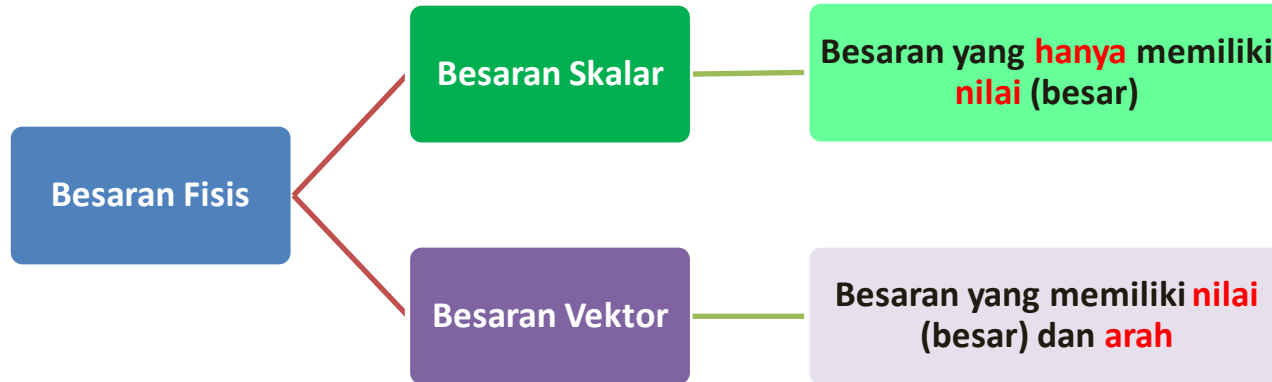 Besaran Fisis
Besaran Skalar
Besaran yang hanya memiliki
nilai (besar)
Besaran Vektor
Besaran yang memiliki nilai
(besar) dan arah